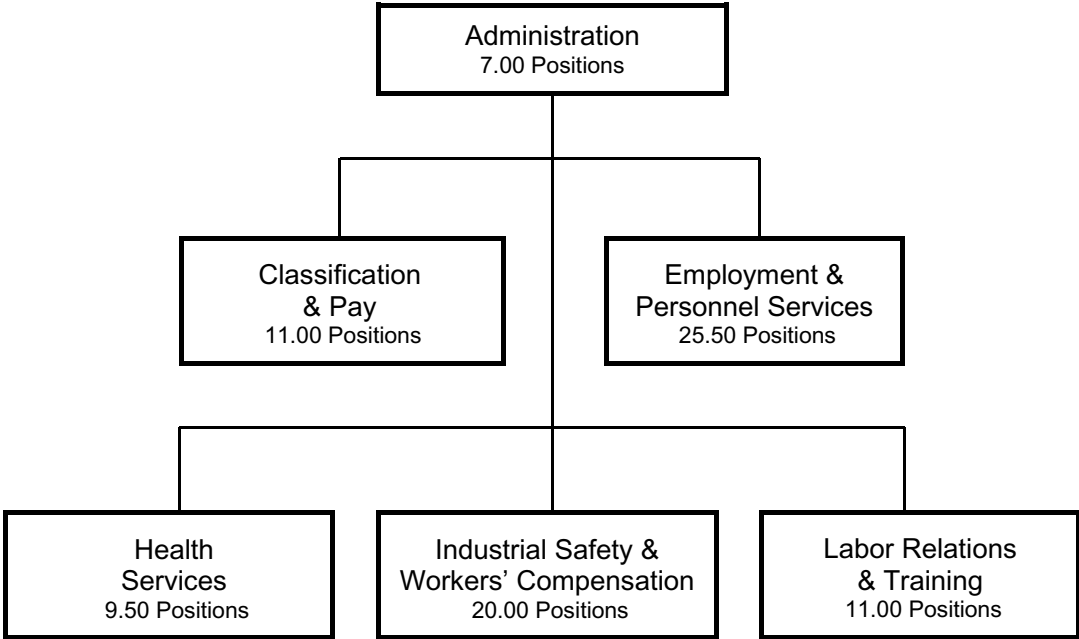 Administration
7.00 Positions
Classification
& Pay
11.00 Positions
Employment &
Personnel Services
25.50 Positions
Health
Services
9.50 Positions
Industrial Safety &
Workers’ Compensation
20.00 Positions
Labor Relations
& Training
11.00 Positions